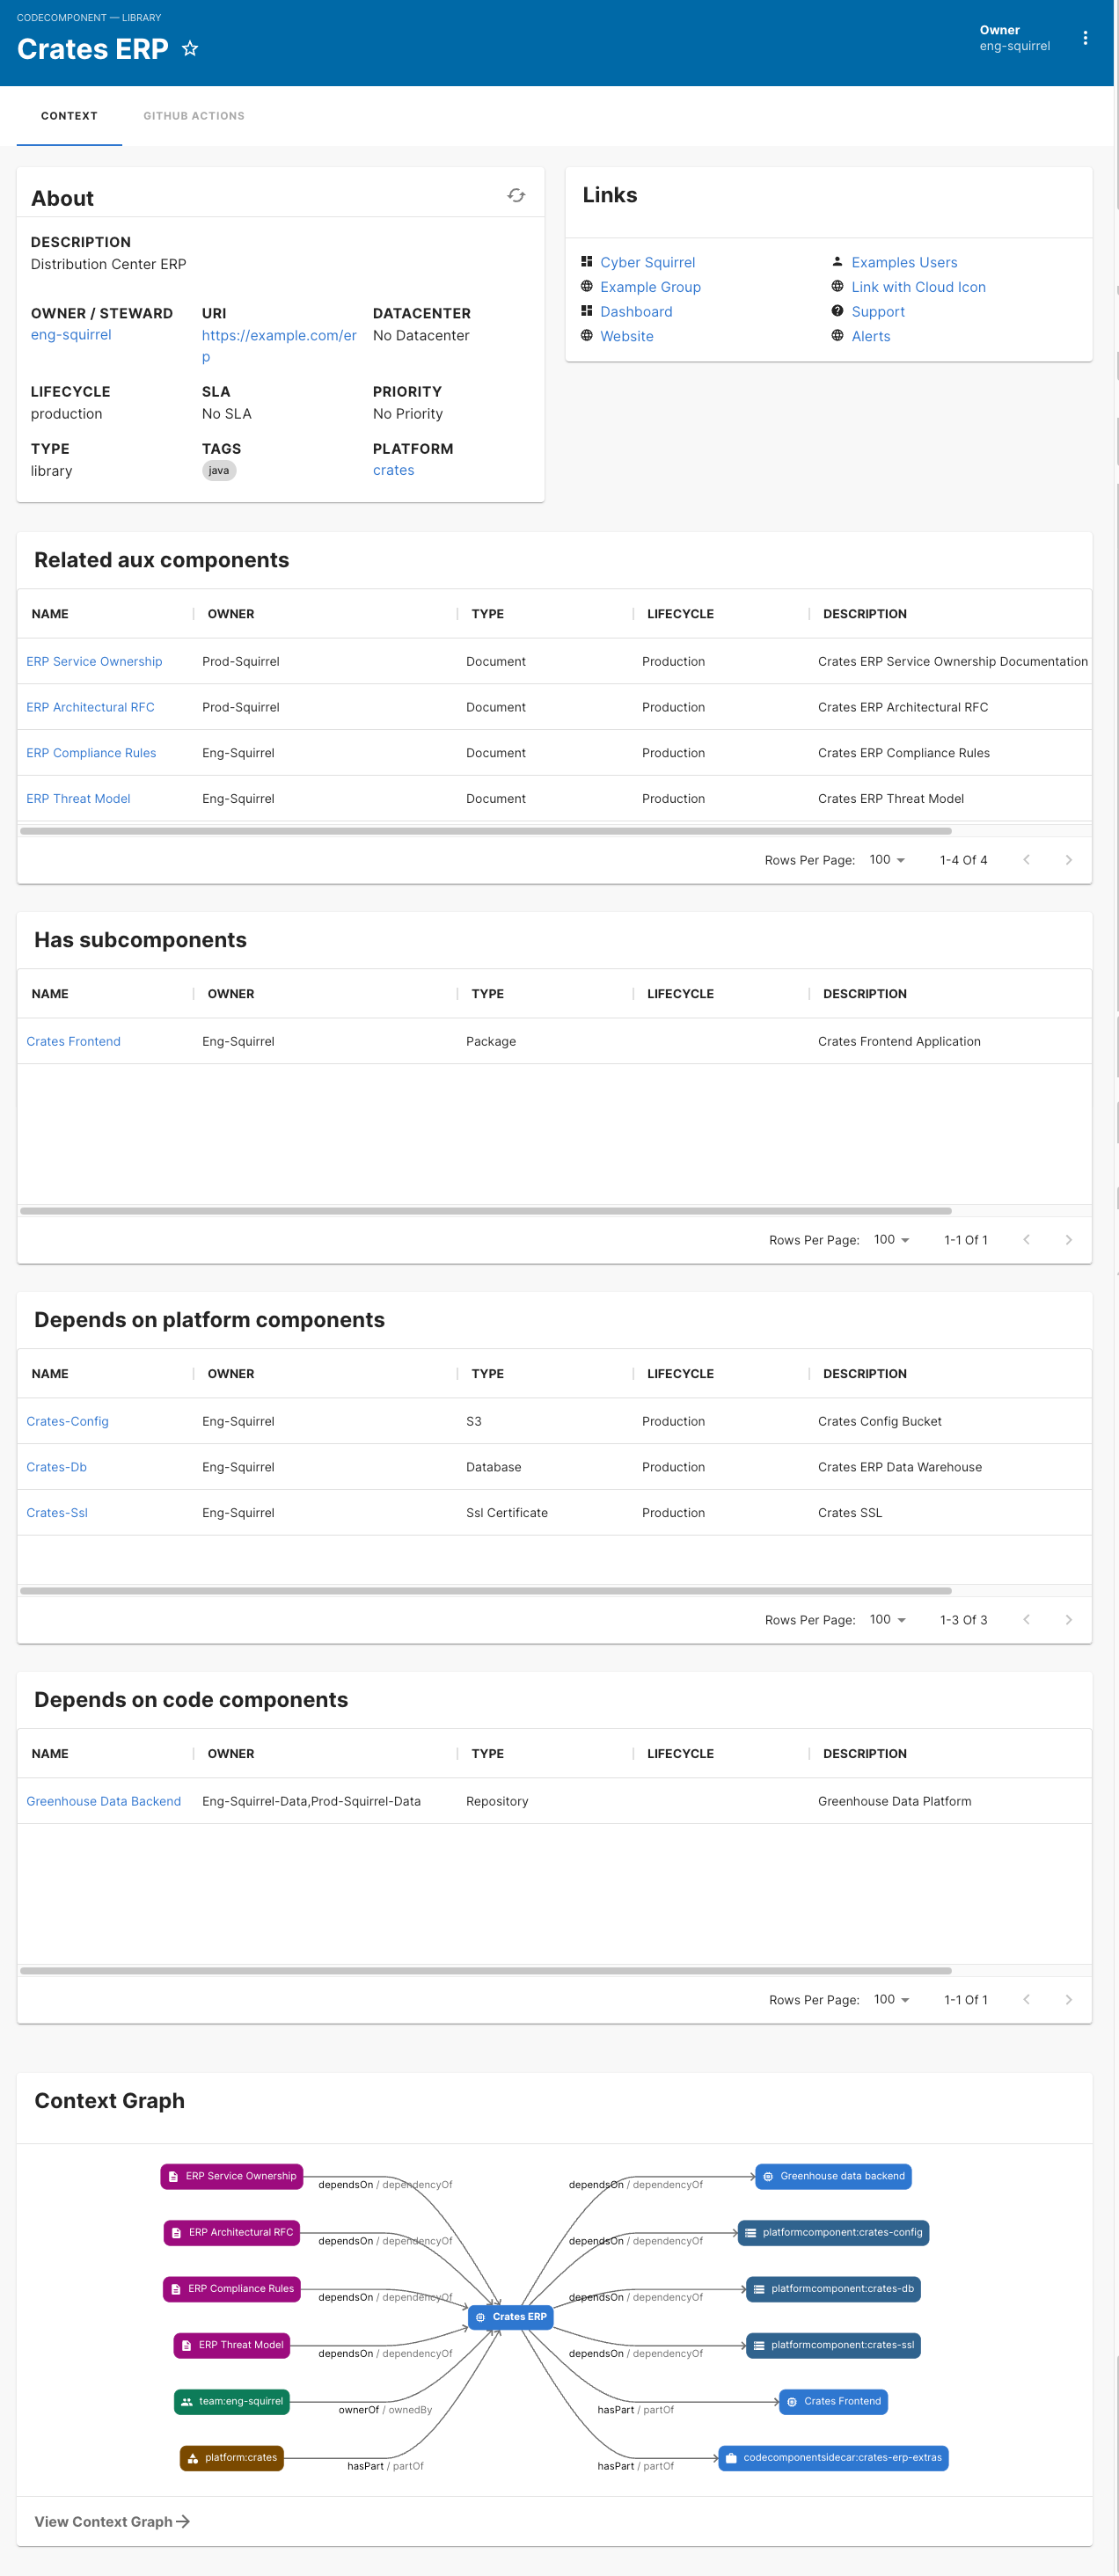 CODECOMPONENT — LIBRARY
Crates ERP
Owner
eng-squirrel
CONTEXT GITHUB ACTIONS
About
DESCRIPTION
Distribution Center ERP
OWNER / STEWARD URI DATACENTER
eng-squirrel https://example.com/er No Datacenter
p
LIFECYCLE SLA PRIORITY
production No SLA No Priority
TYPE TAGS PLATFORM
library java crates
Links
Cyber Squirrel Examples Users
Example Group Link with Cloud Icon
Dashboard Support
Website Alerts
Related aux components
NAME OWNER TYPE LIFECYCLE DESCRIPTION
ERP Service Ownership Prod-Squirrel Document Production Crates ERP Service Ownership Documentation
ERP Architectural RFC Prod-Squirrel Document Production Crates ERP Architectural RFC
ERP Compliance Rules Eng-Squirrel Document Production Crates ERP Compliance Rules
ERP Threat Model Eng-Squirrel Document Production Crates ERP Threat Model
Rows Per Page: 100 1-4 Of 4
Has subcomponents
NAME OWNER TYPE LIFECYCLE DESCRIPTION
Crates Frontend Eng-Squirrel Package Crates Frontend Application
Rows Per Page: 100 1-1 Of 1
Depends on platform components
NAME OWNER TYPE LIFECYCLE DESCRIPTION
Crates-Config Eng-Squirrel S3 Production Crates Config Bucket
Crates-Db Eng-Squirrel Database Production Crates ERP Data Warehouse
Crates-Ssl Eng-Squirrel Ssl Certificate Production Crates SSL
Rows Per Page: 100 1-3 Of 3
Depends on code components
NAME OWNER TYPE LIFECYCLE DESCRIPTION
Greenhouse Data Backend Eng-Squirrel-Data,Prod-Squirrel-Data Repository Greenhouse Data Platform
Rows Per Page: 100 1-1 Of 1
Context Graph
ERP Service Ownership Greenhouse data backend
dependsOn / dependencyOf dependsOn / dependencyOf
ERP Architectural RFC platformcomponent:crates-config
dependsOn / dependencyOf dependsOn / dependencyOf
ERP Compliance Rules platformcomponent:crates-db
dependsOn / dependencyOf dependsOn / dependencyOf
Crates ERP
ERP Threat Model platformcomponent:crates-ssl
dependsOn / dependencyOf dependsOn / dependencyOf
team:eng-squirrel Crates Frontend
ownerOf / ownedBy hasPart / partOf
platform:crates codecomponentsidecar:crates-erp-extras
hasPart / partOf hasPart / partOf
View Context Graph